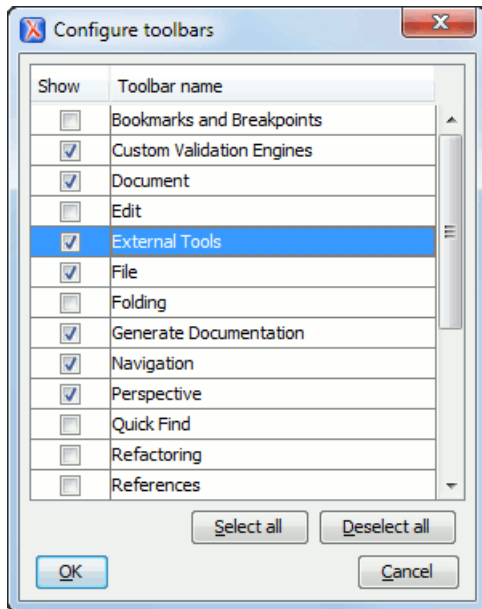 Configure toolbars
Show Toolbar name
Bookmarks and Breakpoints
Custom Validation Engines
Document
Edit
External Tools
File
Folding
Generate Documentation
Navigation
Perspective
Quick Find
Refactoring
References
Select all Deselect all
OK Cancel